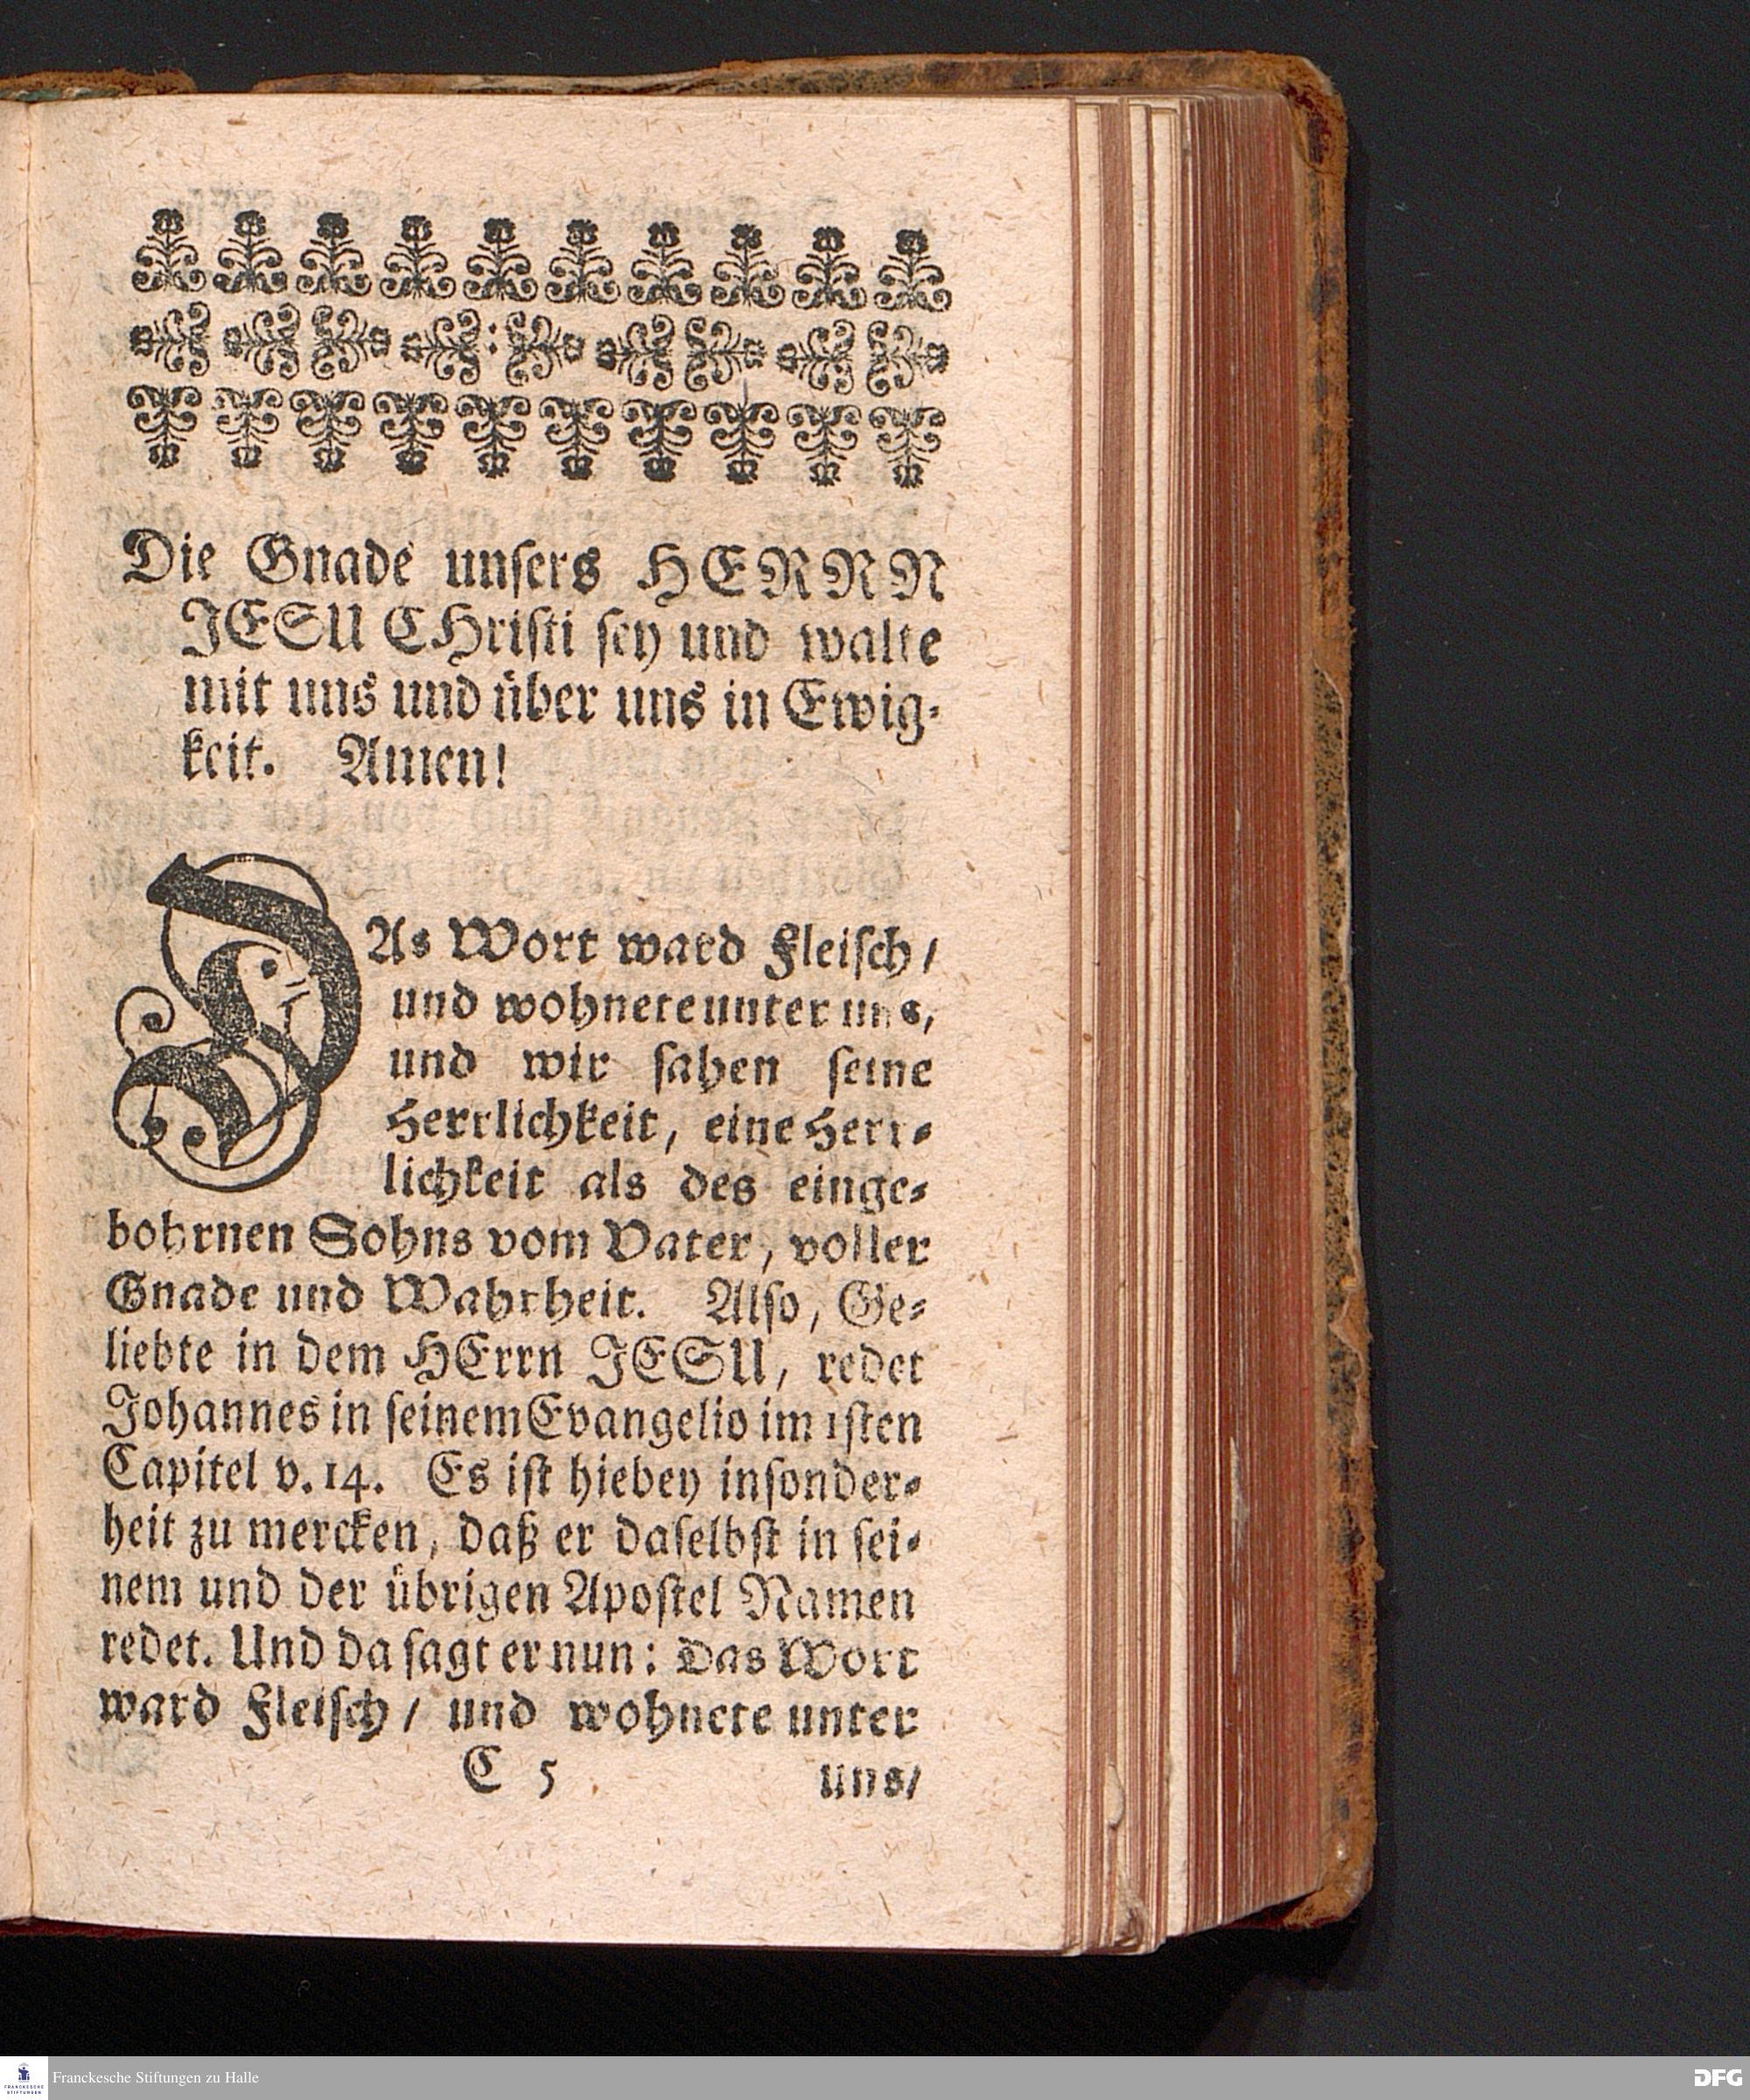 Die Gnade unſers HERRN
JESU CHriſti ſey und walte
mit uns und über uns in Ewig-
keit. Amen!
DAs Wort ward Fleiſch/
und wohnete unter uns,
und wir ſahen ſeine
Herrlichkeit, eine Herr-
lichkeit als des einge-
bohrnen Sohns vom Vater, voller
Gnade und Wahrheit. Alſo, Ge-
liebte in dem HErrn JESU, redet
Johannes in ſeinem Evangelio im 1ſten
Capitel v. 14. Es iſt hiebey inſonder-
heit zu mercken, daß er daſelbſt in ſei-
nem und der übrigen Apoſtel Namen
redet. Und da ſagt er nun: Das Wort
ward Fleiſch/ und wohnete unter
C 5 uns/
FRANCKESCHE STIFTUNGEN
Franckesche Stiftungen zu Halle
DFG